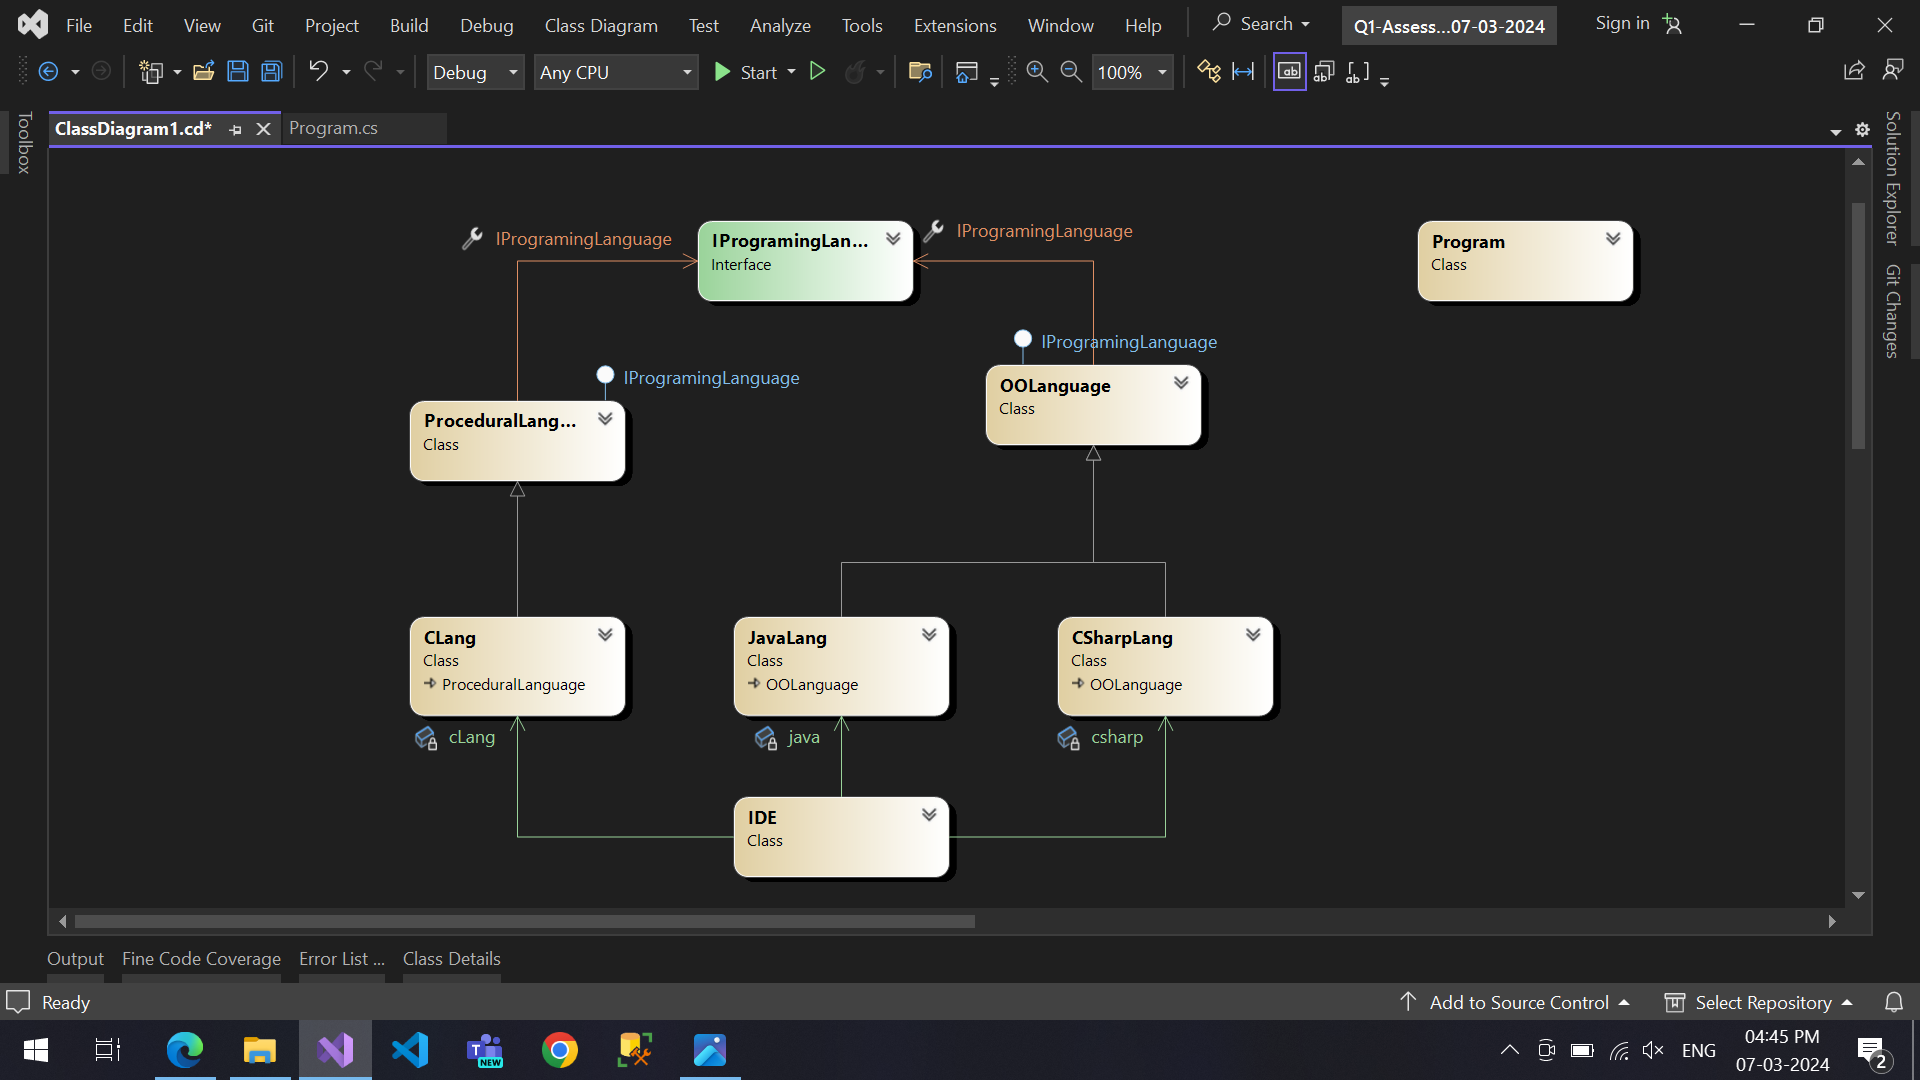 File Edit View Git Project Build Debug Class Diagram Test Analyze Tools Extensions Window Help Search Q1-Assess...07-03-2024 Sign in
Debug Any CPU Start 100%
Toolbox
ClassDiagram1.cd* Program.cs
Solution Explorer
Git Changes
IProgramingLanguage
IProgramingLan...
Interface
IProgramingLanguage
Program
Class
IProgramingLanguage
OOLanguage
Class
IProgramingLanguage
ProceduralLang...
Class
CLang
Class
ProceduralLanguage
JavaLang
Class
OOLanguage
CSharpLang
Class
OOLanguage
cLang
java
csharp
IDE
Class
Output Fine Code Coverage Error List ... Class Details
Ready Add to Source Control Select Repository
NEW
ENG
04:45 PM
07-03-2024
2